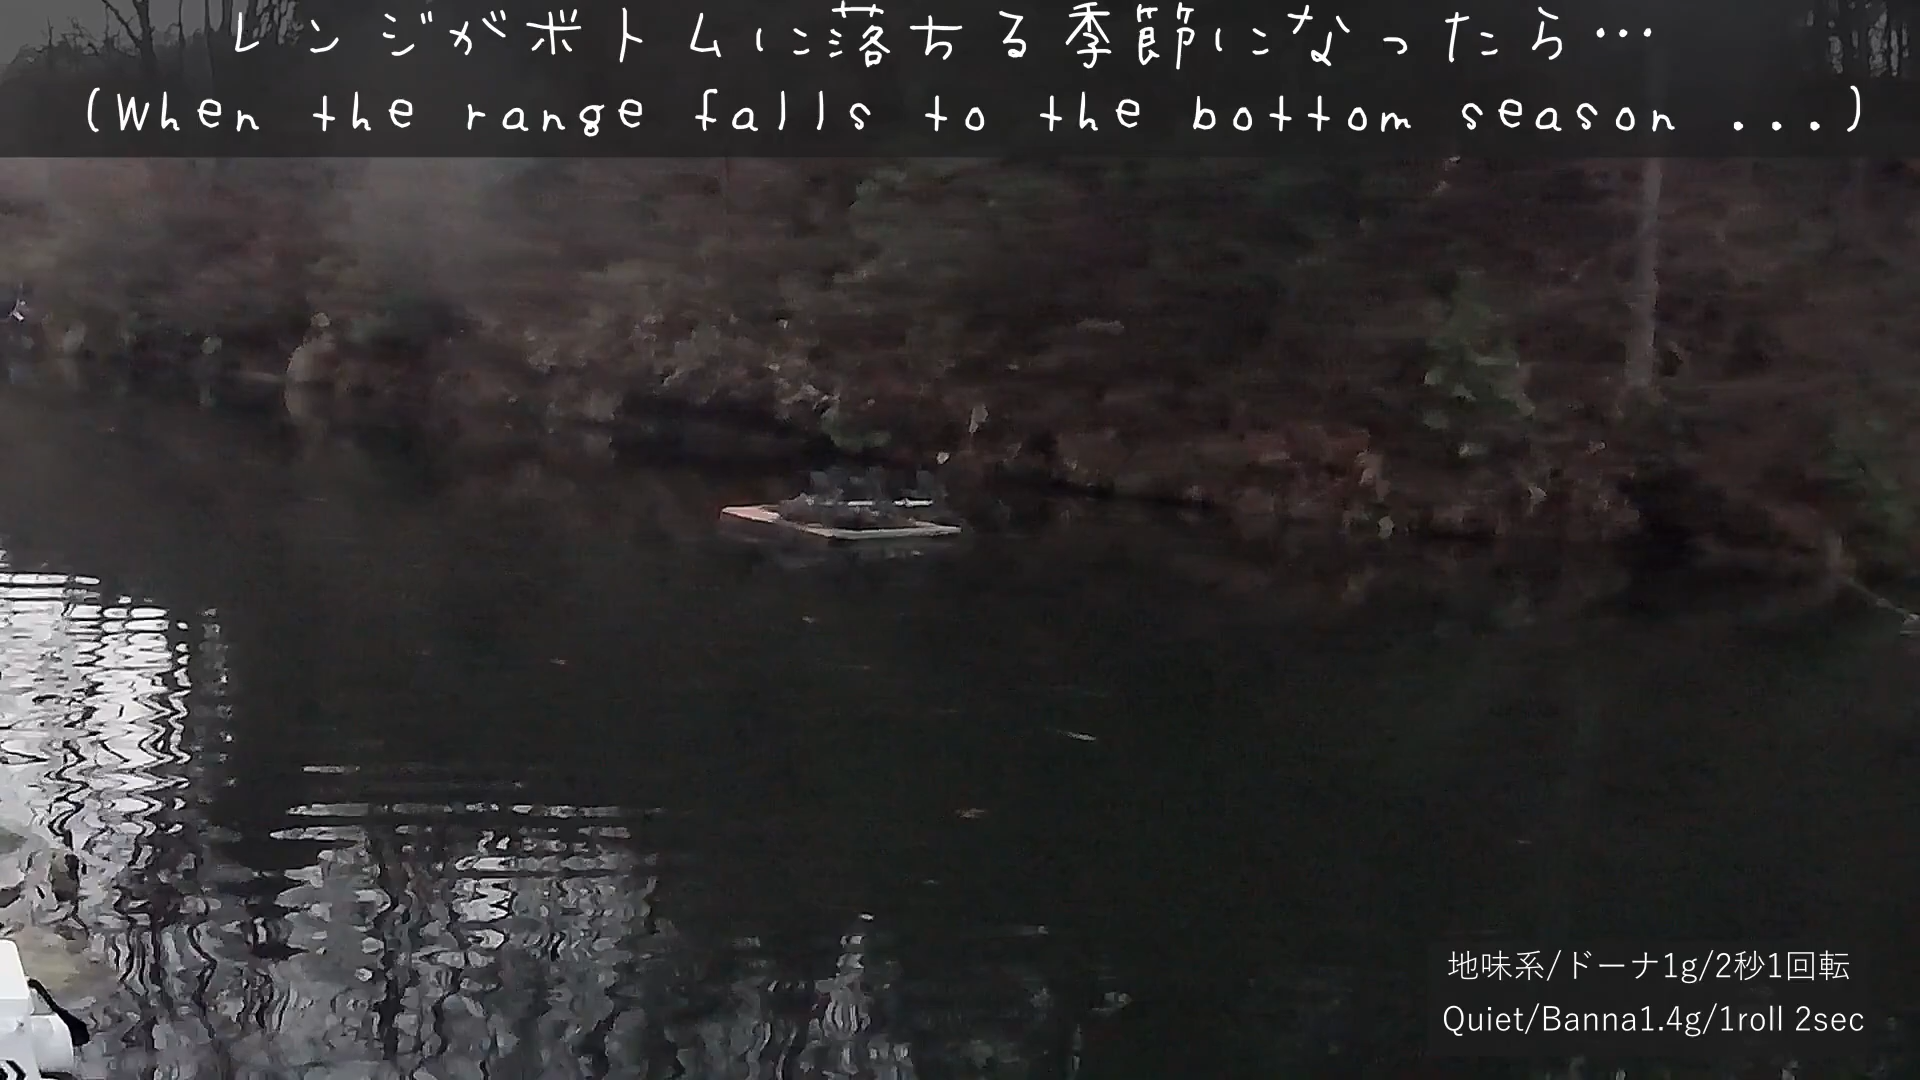 レンジがボトムに落ちる季節になったら…
(When the range falls to the bottom season ...)
地味系/ドーナ1g/2秒1回転
Quiet/Banna1.4g/1roll 2sec